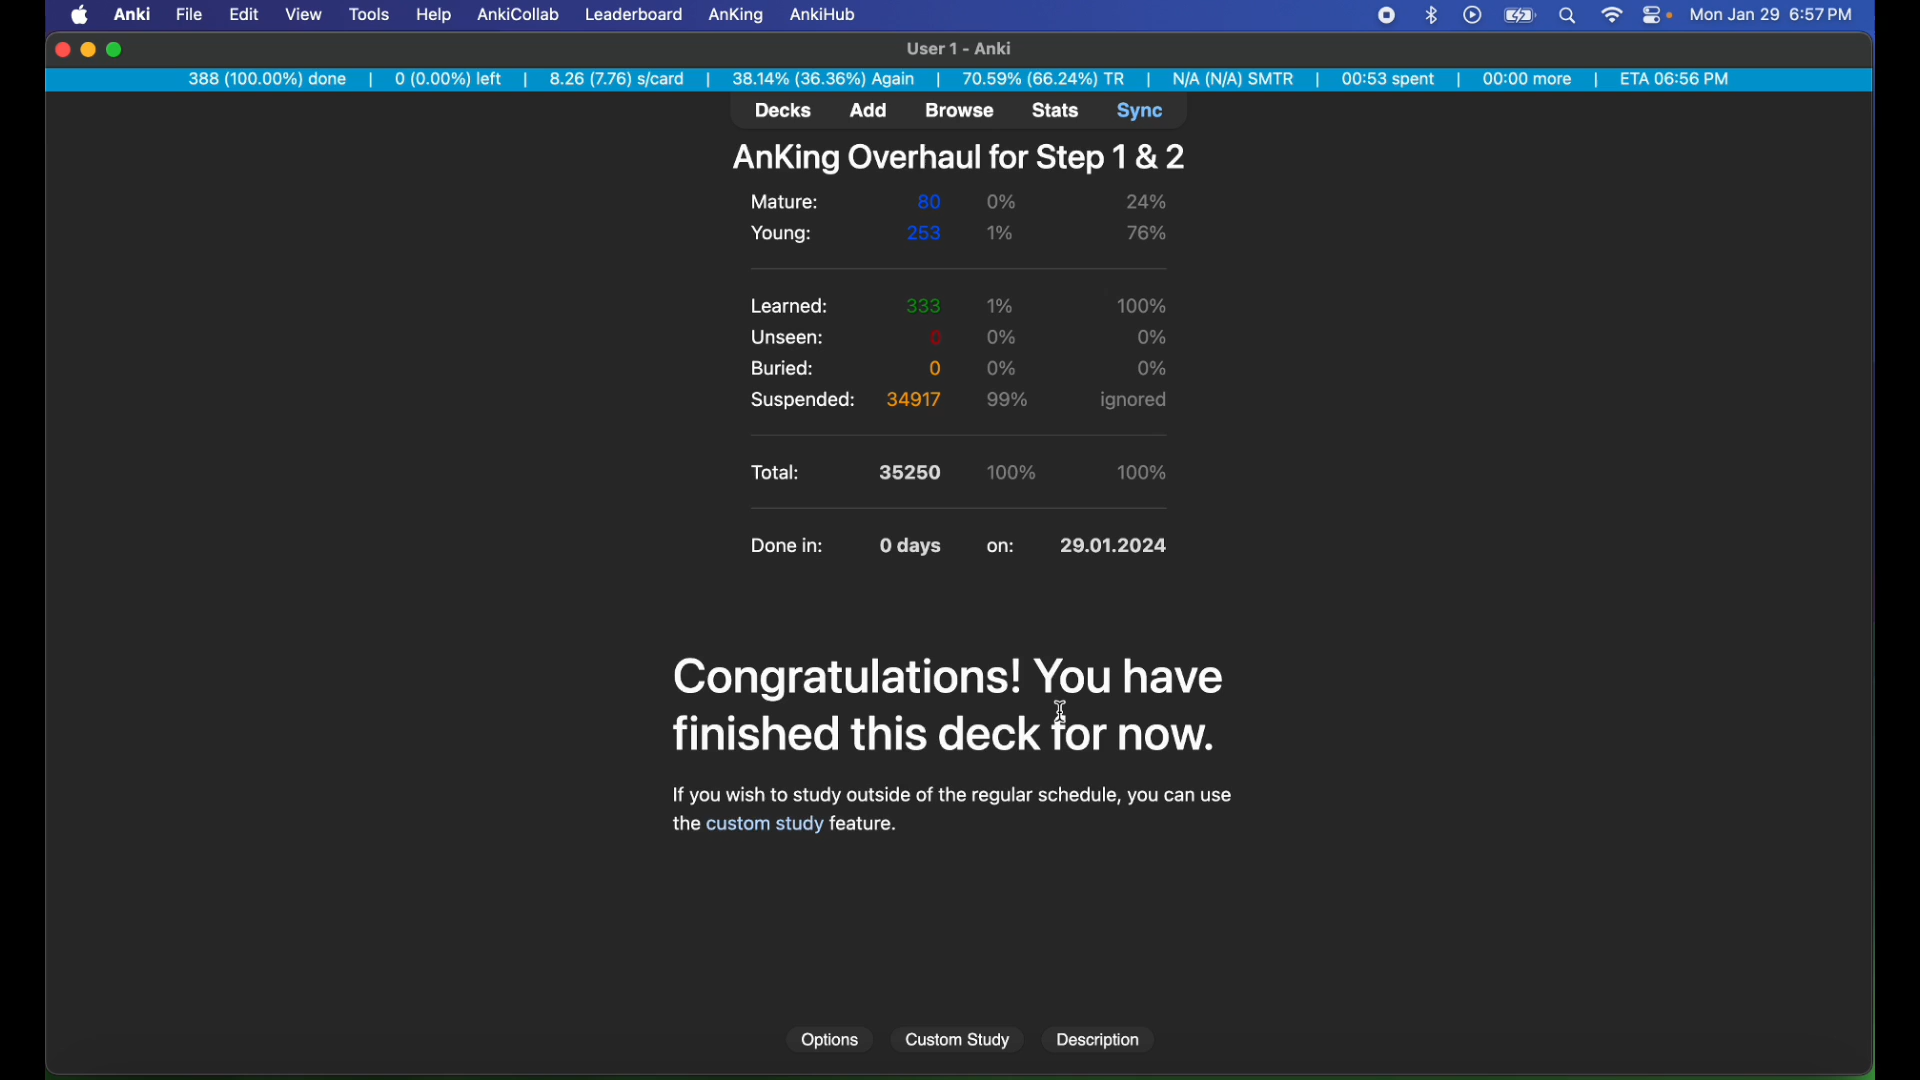 Anki File Edit View Tools Help AnkiCollab Leaderboard AnKing AnkiHub Mon Jan 29 6:57 PM
User 1 - Anki
388 (100.00%) done | 0 (0.00%) left | 8.26 (7.76) s/card | 38.14% (36.36%) Again | 70.59% (66.24%) TR | N/A (N/A) SMTR | 00:53 spent | 00:00 more | ETA 06:56 PM
Decks Add Browse Stats Sync
AnKing Overhaul for Step 1 & 2
Mature: 80 0% 24%
Young: 253 1% 76%
Learned: 333 1% 100%
Unseen: 0 0% 0%
Buried: 0 0% 0%
Suspended: 34917 99% ignored
Total: 35250 100% 100%
Done in: 0 days on: 29.01.2024
Congratulations! You have
finished this deck for now.
If you wish to study outside of the regular schedule, you can use
the custom study feature.
Options Custom Study Description